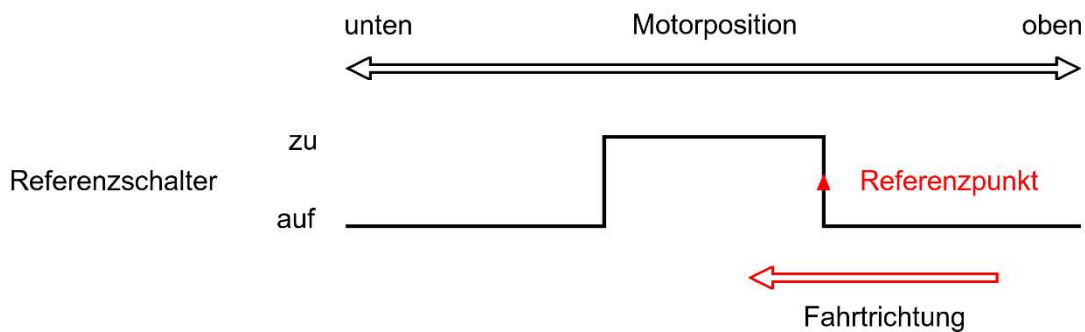 unten Motorposition oben
zu
Referenzschalter
Referenzpunkt
auf
Fahrtrichtung